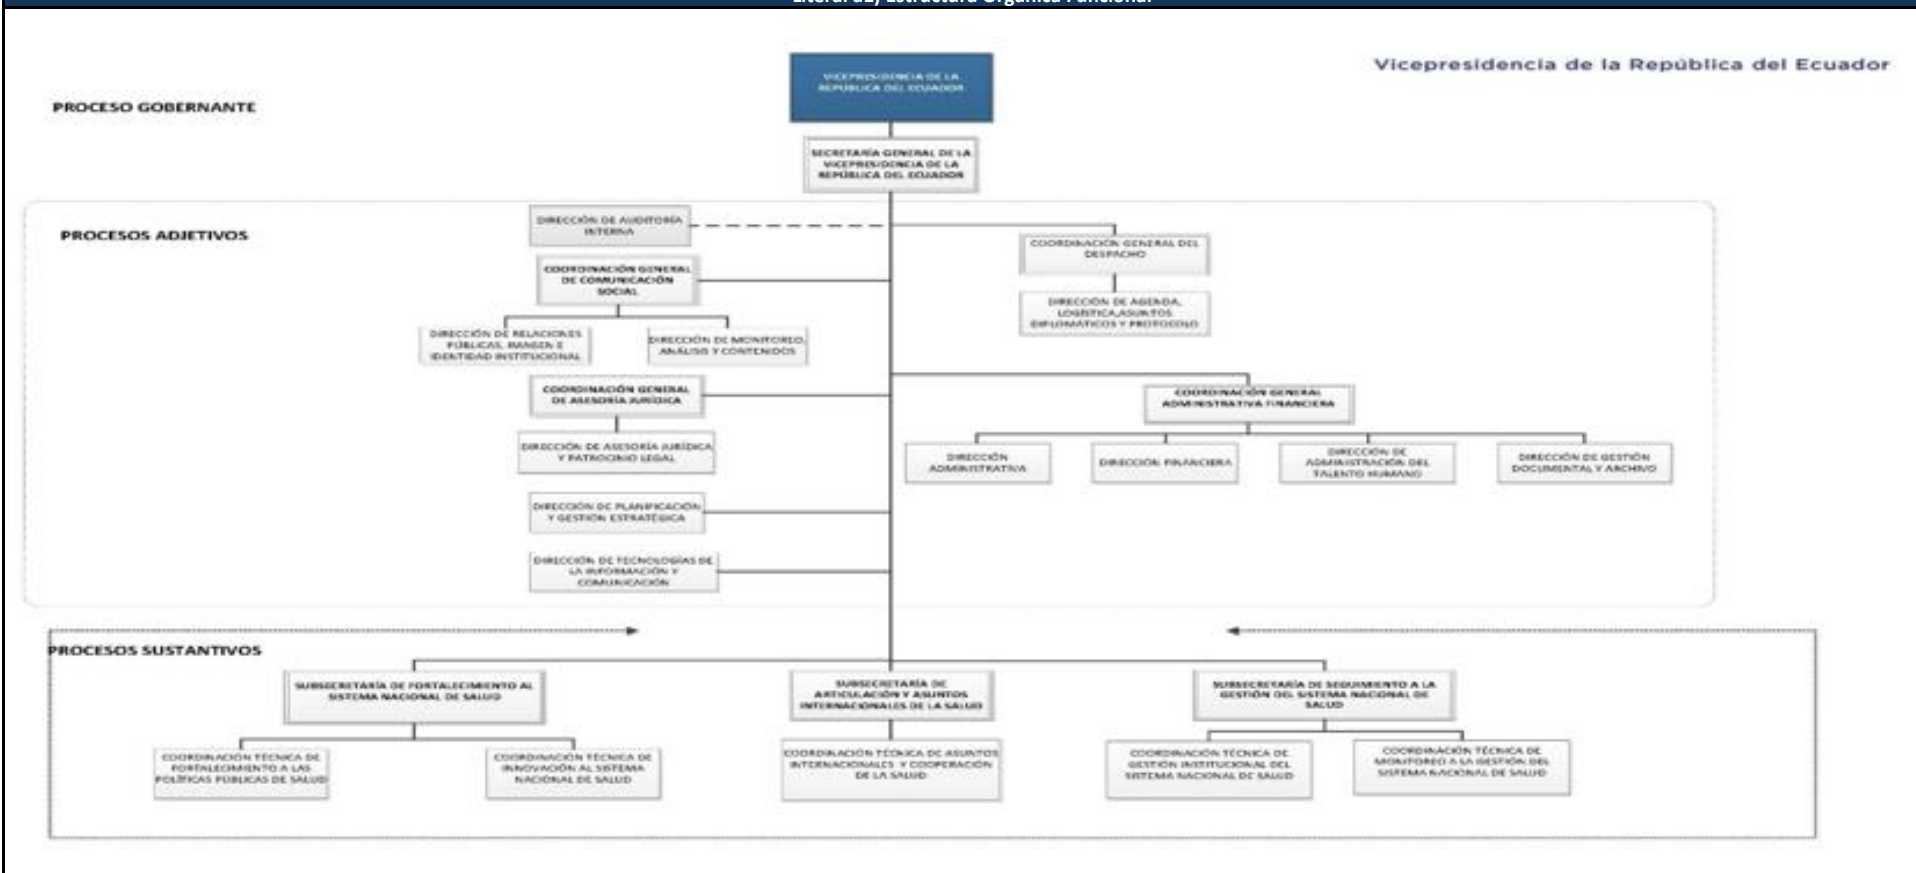 Literal a1) Estructura Orgánica Funcional
Vicepresidencia de la República del Ecuador
PROCESO GOBERNANTE
VICEPRESIDENCIA DE LA
REPÚBLICA DEL ECUADOR
SECRETARÍA GENERAL DE LA
VICEPRESIDENCIA DE LA
REPÚBLICA DEL ECUADOR
PROCESOS ADJETIVOS
DIRECCIÓN DE AUDITORÍA
INTERNA
COORDINACIÓN GENERAL DEL
DESPACHO
COORDINACIÓN GENERAL
DE COMUNICACIÓN
SOCIAL
DIRECCIÓN DE AGENDA,
LOGÍSTICA,ASUNTOS
DIPLOMÁTICOS Y PROTOCOLO
DIRECCIÓN DE RELACIONES
PÚBLICAS, IMAGEN E
IDENTIDAD INSTITUCIONAL
DIRECCIÓN DE MONITOREO,
ANÁLISIS Y CONTENIDOS
COORDINACIÓN GENERAL
DE ASESORÍA JURÍDICA
COORDINACIÓN GENERAL
ADMINISTRATIVA FINANCIERA
DIRECCIÓN DE ASESORÍA JURÍDICA
Y PATROCINIO LEGAL
DIRECCIÓN
ADMINISTRATIVA
DIRECCIÓN FINANCIERA
DIRECCIÓN DE
ADMINISTRACIÓN DEL
TALENTO HUMANO
DIRECCIÓN DE GESTIÓN
DOCUMENTAL Y ARCHIVO
DIRECCIÓN DE PLANIFICACIÓN
Y GESTIÓN ESTRATÉGICA
DIRECCIÓN DE TECNOLOGÍAS DE
LA INFORMACIÓN Y
COMUNICACIÓN
PROCESOS SUSTANTIVOS
SUBSECRETARÍA DE FORTALECIMIENTO AL
SISTEMA NACIONAL DE SALUD
SUBSECRETARÍA DE
ARTICULACIÓN Y ASUNTOS
INTERNACIONALES DE LA SALUD
SUBSECRETARÍA DE SEGUIMIENTO A LA
GESTIÓN DEL SISTEMA NACIONAL DE
SALUD
COORDINACIÓN TÉCNICA DE
FORTALECIMIENTO A LAS
POLÍTICAS PÚBLICAS DE SALUD
COORDINACIÓN TÉCNICA DE
INNOVACIÓN AL SISTEMA
NACIONAL DE SALUD
COORDINACIÓN TÉCNICA DE ASUNTOS
INTERNACIONALES Y COOPERACIÓN
DE LA SALUD
COORDINACIÓN TÉCNICA DE
GESTIÓN INSTITUCIONAL DEL
SISTEMA NACIONAL DE SALUD
COORDINACIÓN TÉCNICA DE
MONITOREO A LA GESTIÓN DEL
SISTEMA NACIONAL DE SALUD